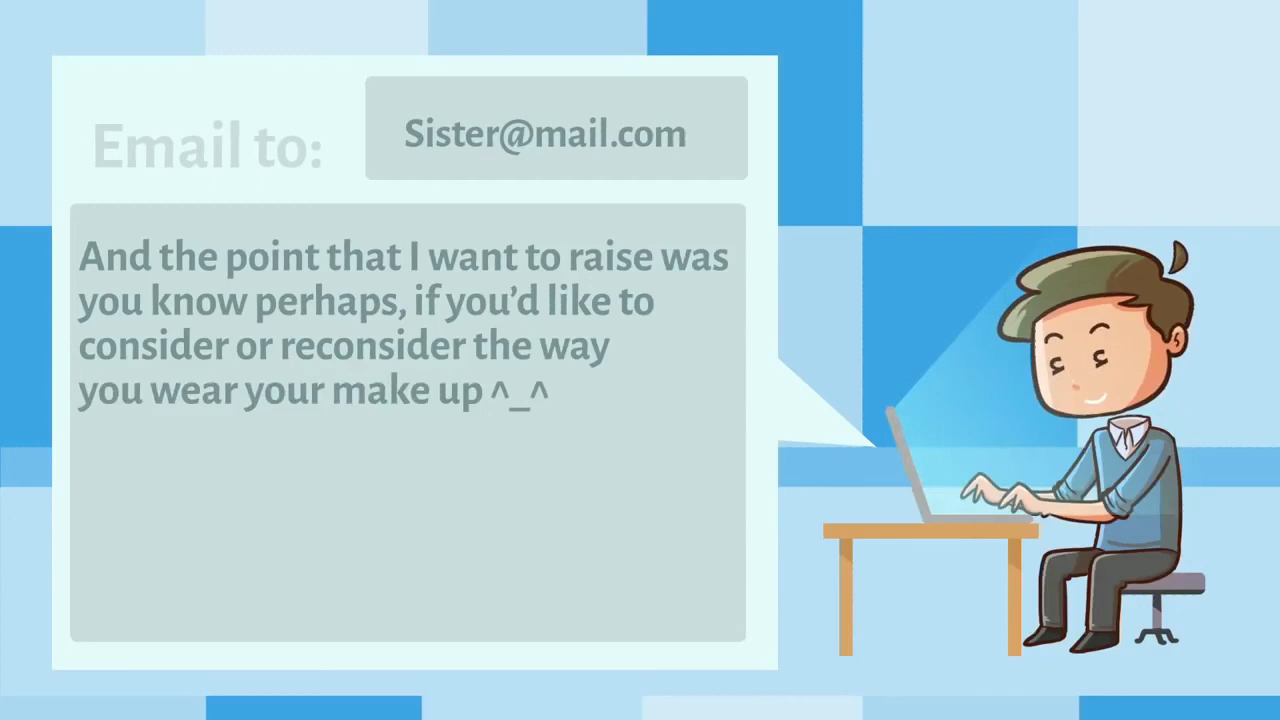 Email to:
Sister@mail.com
And the point that I want to raise was
you know perhaps, if you’d like to
consider or reconsider the way
you wear your make up ^_^